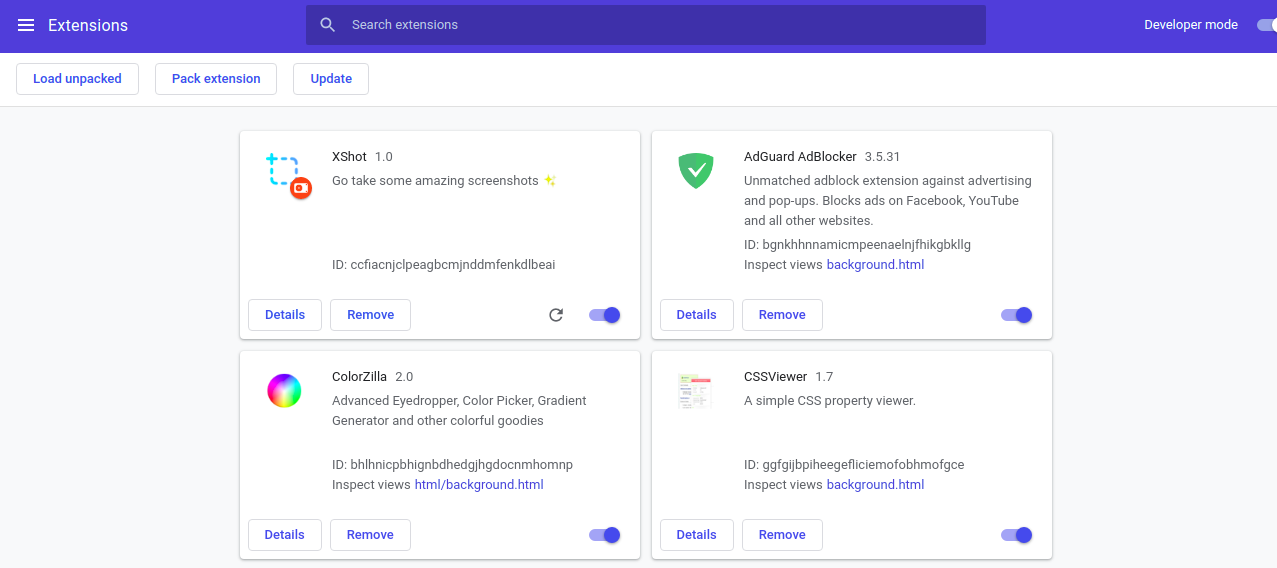 Extensions
Search extensions
Developer mode
Load unpacked
Pack extension
Update
XShot 1.0
Go take some amazing screenshots ✨
ID: ccfiacnjclpeagbcmjnddmfenkdlbeai
Details
Remove
AdGuard AdBlocker 3.5.31
Unmatched adblock extension against advertising
and pop-ups. Blocks ads on Facebook, YouTube
and all other websites.
ID: bgnkhhnnamicmpeenaelnjfhikgbkllg
Inspect views background.html
Details
Remove
ColorZilla 2.0
Advanced Eyedropper, Color Picker, Gradient
Generator and other colorful goodies
ID: bhlhnicpbhignbdhedgjhgdocnmhomnp
Inspect views html/background.html
Details
Remove
CSSViewer 1.7
A simple CSS property viewer.
ID: ggfgijbpiheegefliciemofobhmofgce
Inspect views background.html
Details
Remove